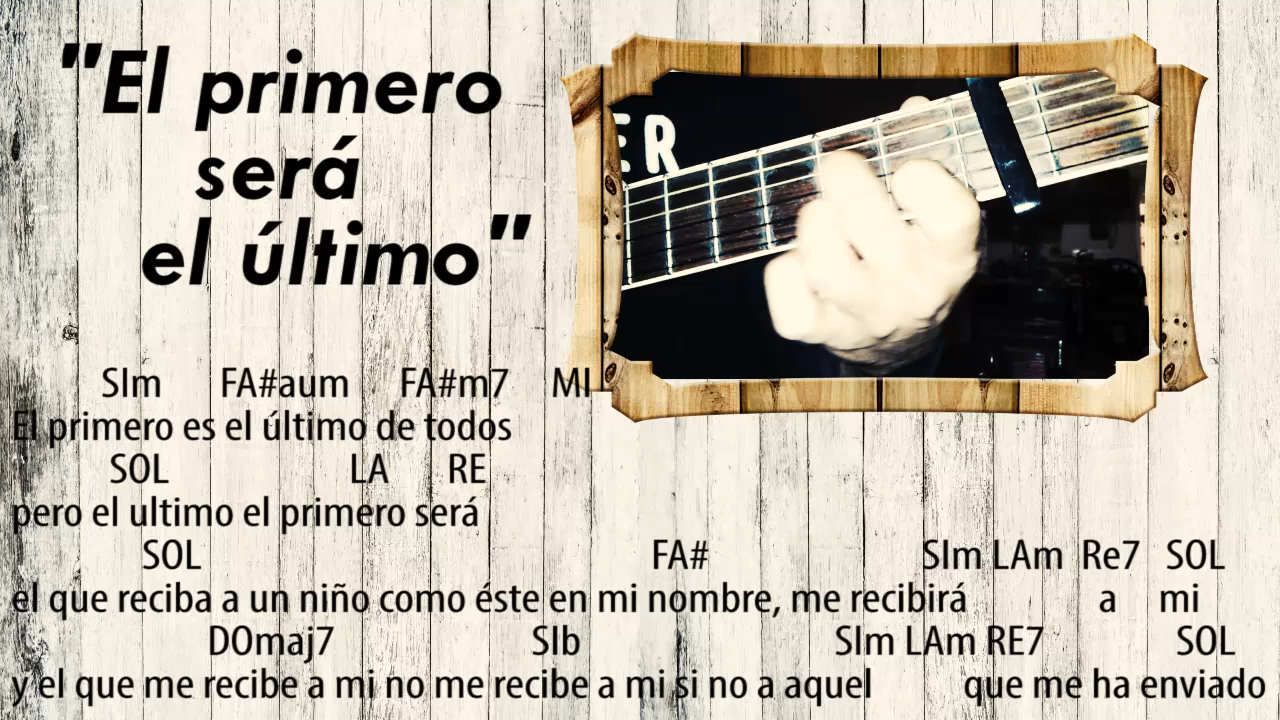 "El primero
será
el último"
ER
SIm FA#aum FA#m7 MI
El primero es el último de todos
SOL LA RE
pero el ultimo el primero será
SOL FA# SIm LAm Re7 SOL
el que reciba a un niño como éste en mi nombre, me recibirá a mi
DOmaj7 SIb SIm LAm RE7 SOL
y el que me recibe a mi no me recibe a mi si no a aquel que me ha enviado